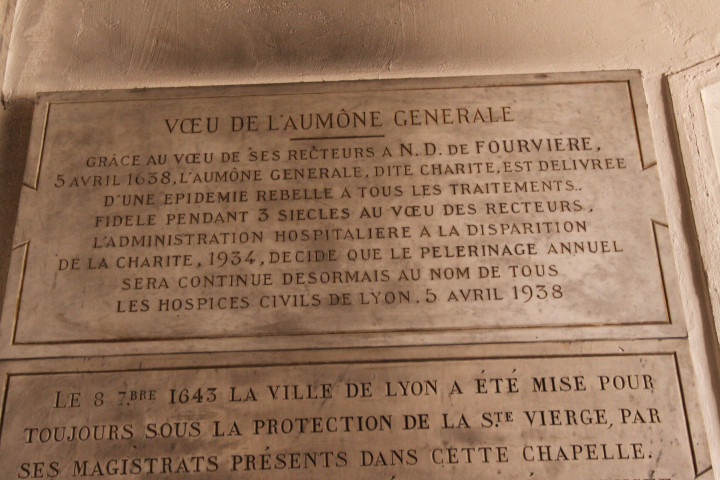 VŒU DE L'AUMÔNE GENERALE
GRÂCE AU VŒU DE SES RECTEURS A N.D. DE FOURVIERE,
5 AVRIL 1638, L'AUMÔNE GENERALE, DITE CHARITE, EST DELIVREE
D'UNE EPIDEMIE REBELLE A TOUS LES TRAITEMENTS..
FIDELE PENDANT 3 SIECLES AU VŒU DES RECTEURS,
L'ADMINISTRATION HOSPITALIERE A LA DISPARITION
DE LA CHARITE, 1934, DECIDE QUE LE PELERINAGE ANNUEL
SERA CONTINUE DESORMAIS AU NOM DE TOUS
LES HOSPICES CIVILS DE LYON. 5 AVRIL 1938
LE 8 7.BRE 1643 LA VILLE DE LYON A ÉTÉ MISE POUR
TOUJOURS SOUS LA PROTECTION DE LA S.TE VIERGE, PAR
SES MAGISTRATS PRÉSENTS DANS CETTE CHAPELLE.